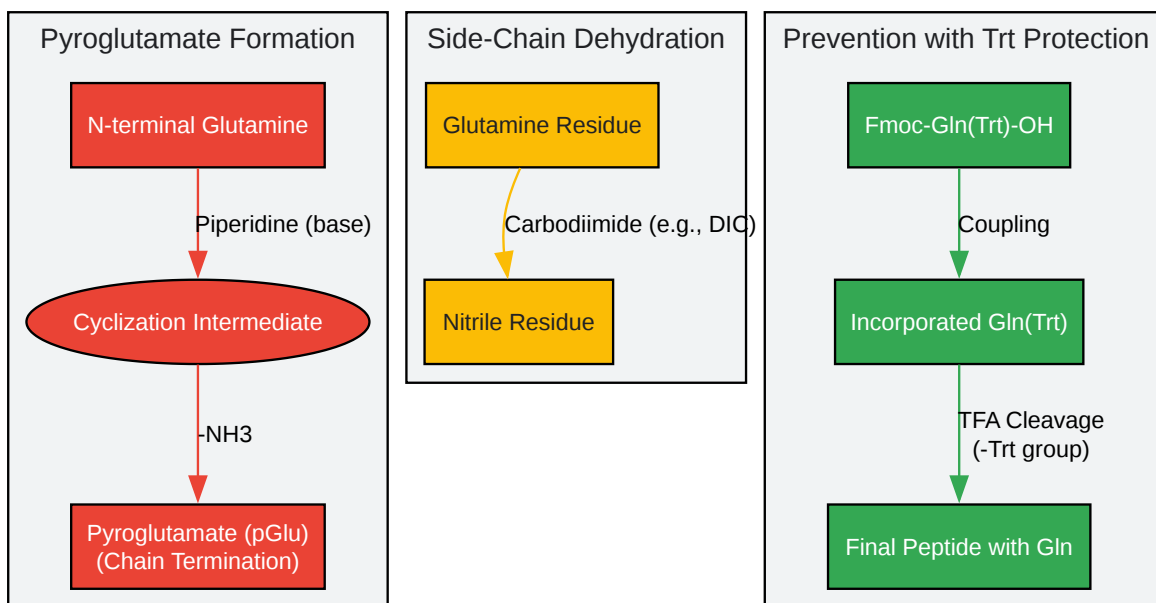 Pyroglutamate Formation
N-terminal Glutamine
Piperidine (base)
Cyclization Intermediate
-NH3
Pyroglutamate (pGlu)
(Chain Termination)
Side-Chain Dehydration
Glutamine Residue
Carbodiimide (e.g., DIC)
Nitrile Residue
Prevention with Trt Protection
Fmoc-Gln(Trt)-OH
Coupling
Incorporated Gln(Trt)
TFA Cleavage
(-Trt group)
Final Peptide with Gln